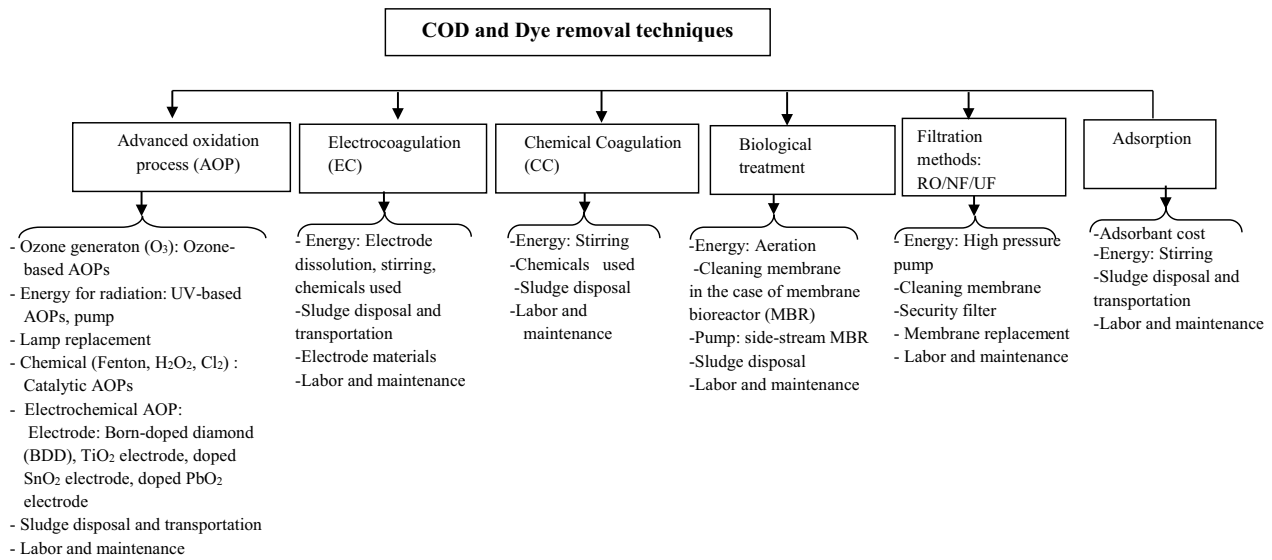 COD and Dye removal techniques
Advanced oxidation
process (AOP)
Electrocoagulation
(EC)
Chemical Coagulation
(CC)
Biological
treatment
Filtration
methods:
RO/NF/UF
Adsorption
- Ozone generaton (O₃): Ozone-
based AOPs
- Energy for radiation: UV-based
AOPs, pump
- Lamp replacement
- Chemical (Fenton, H₂O₂, Cl₂) :
Catalytic AOPs
- Electrochemical AOP:
Electrode: Born-doped diamond
(BDD), TiO₂ electrode, doped
SnO₂ electrode, doped PbO₂
electrode
- Sludge disposal and transportation
- Labor and maintenance
- Energy: Electrode
dissolution, stirring,
chemicals used
-Sludge disposal and
transportation
-Electrode materials
-Labor and maintenance
-Energy: Stirring
-Chemicals used
-Sludge disposal
-Labor and
maintenance
-Energy: Aeration
-Cleaning membrane
in the case of membrane
bioreactor (MBR)
-Pump: side-stream MBR
-Sludge disposal
-Labor and maintenance
- Energy: High pressure
pump
-Cleaning membrane
-Security filter
- Membrane replacement
- Labor and maintenance
-Adsorbant cost
-Energy: Stirring
-Sludge disposal and
transportation
-Labor and maintenance